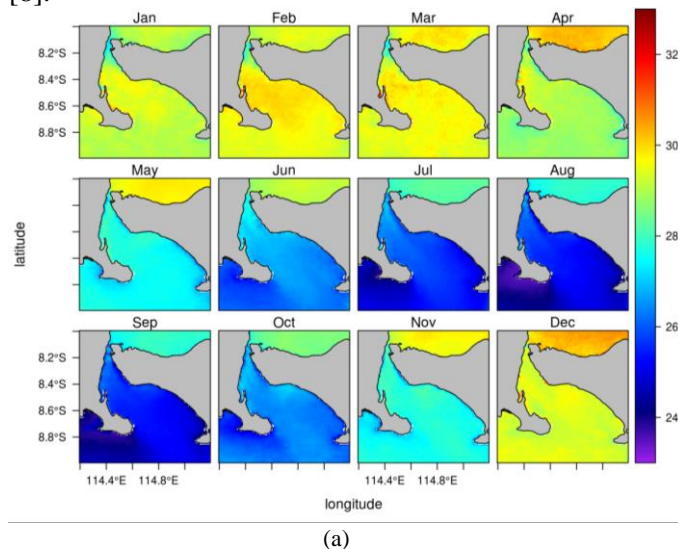 [8].
Jan Feb Mar Apr
8.2°S
8.4°S
8.6°S
8.8°S
32
30
28
26
24
May Jun Jul Aug
latitude
Sep Oct Nov Dec
8.2°S
8.4°S
8.6°S
8.8°S
114.4°E 114.8°E 114.4°E 114.8°E
longitude
(a)